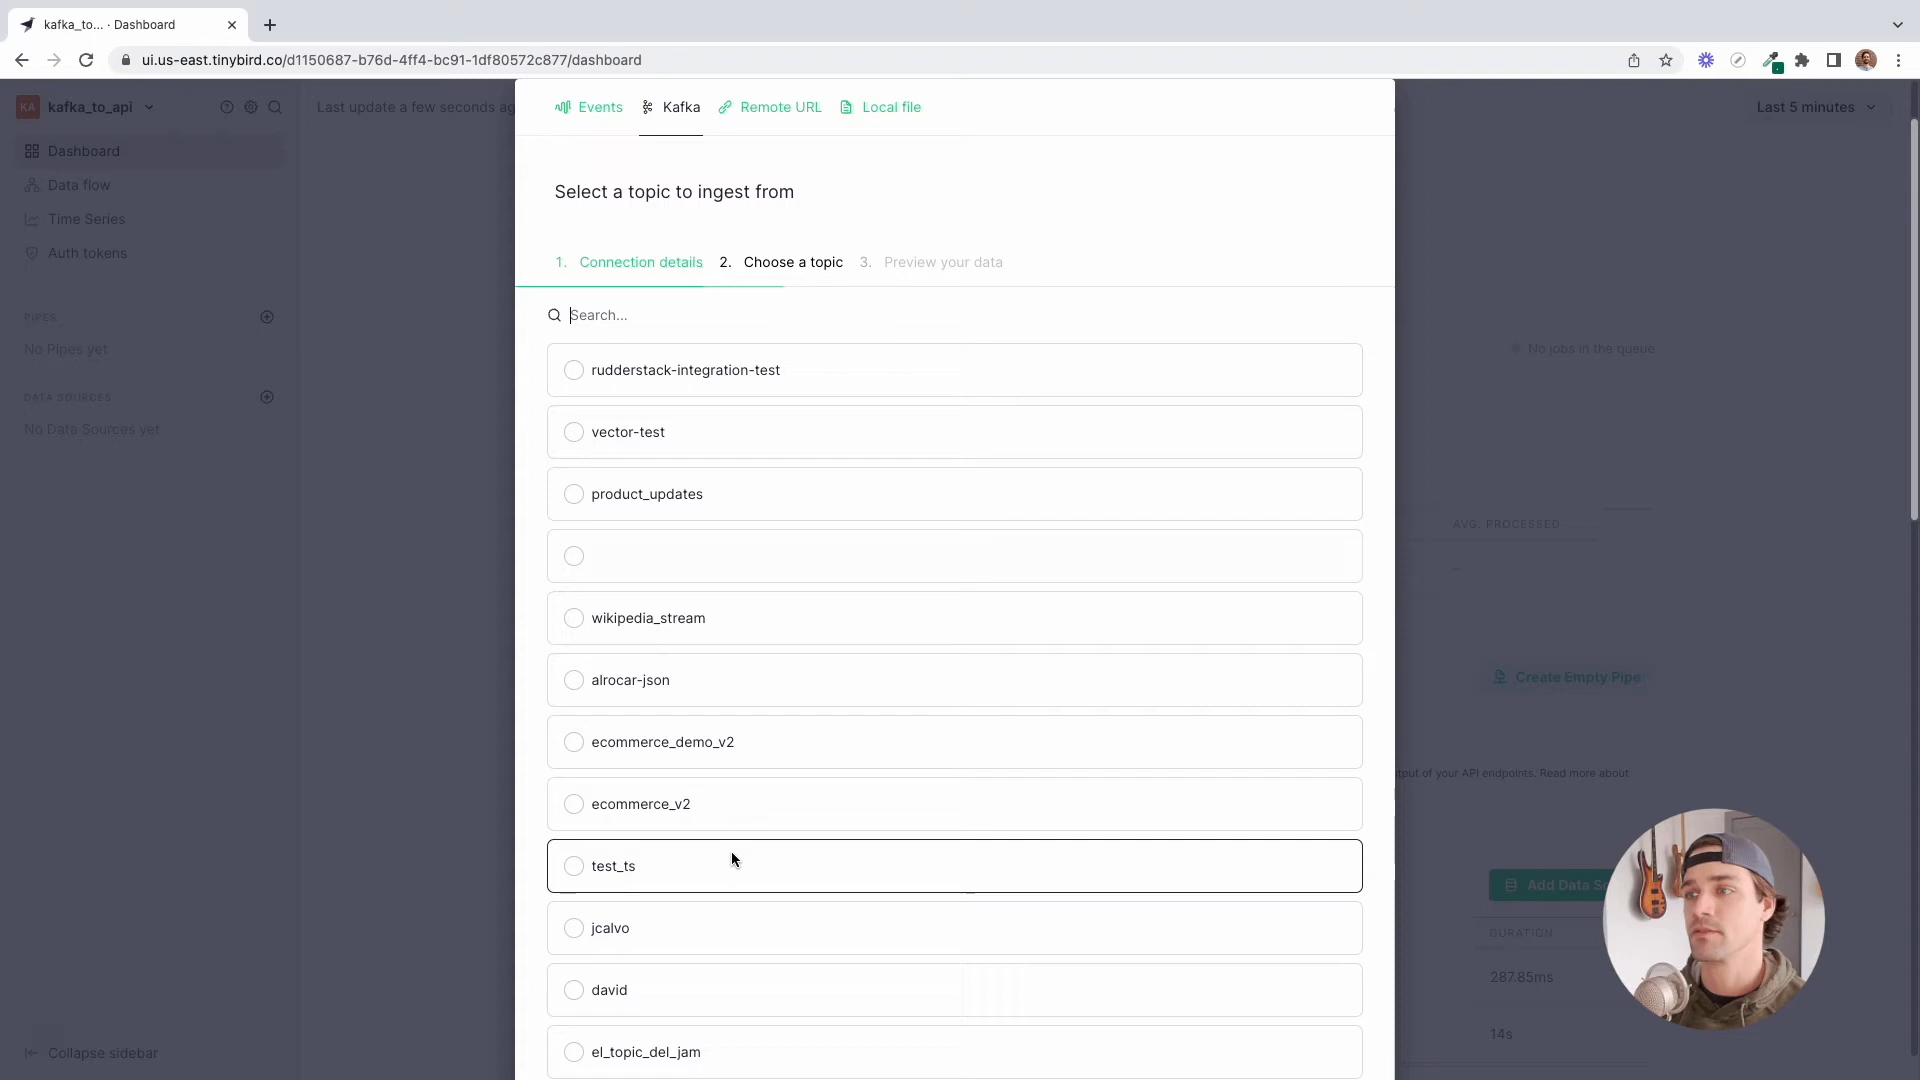 kafka_to... · Dashboard
ui.us-east.tinybird.co/d1150687-b76d-4ff4-bc91-1df80572c877/dashboard
KA kafka_to_api
Last update a few seconds ag
Events Kafka Remote URL Local file
Last 5 minutes
Dashboard
Data flow
Time Series
Auth tokens
PIPES
No Pipes yet
DATA SOURCES
No Data Sources yet
Collapse sidebar
Select a topic to ingest from
1. Connection details 2. Choose a topic 3. Preview your data
Search...
rudderstack-integration-test
vector-test
product_updates
wikipedia_stream
alrocar-json
ecommerce_demo_v2
ecommerce_v2
test_ts
jcalvo
david
el_topic_del_jam
No jobs in the queue
AVG. PROCESSED
Create Empty Pipe
tput of your API endpoints. Read more about
Add Data So
DURATION
287.85ms
14s